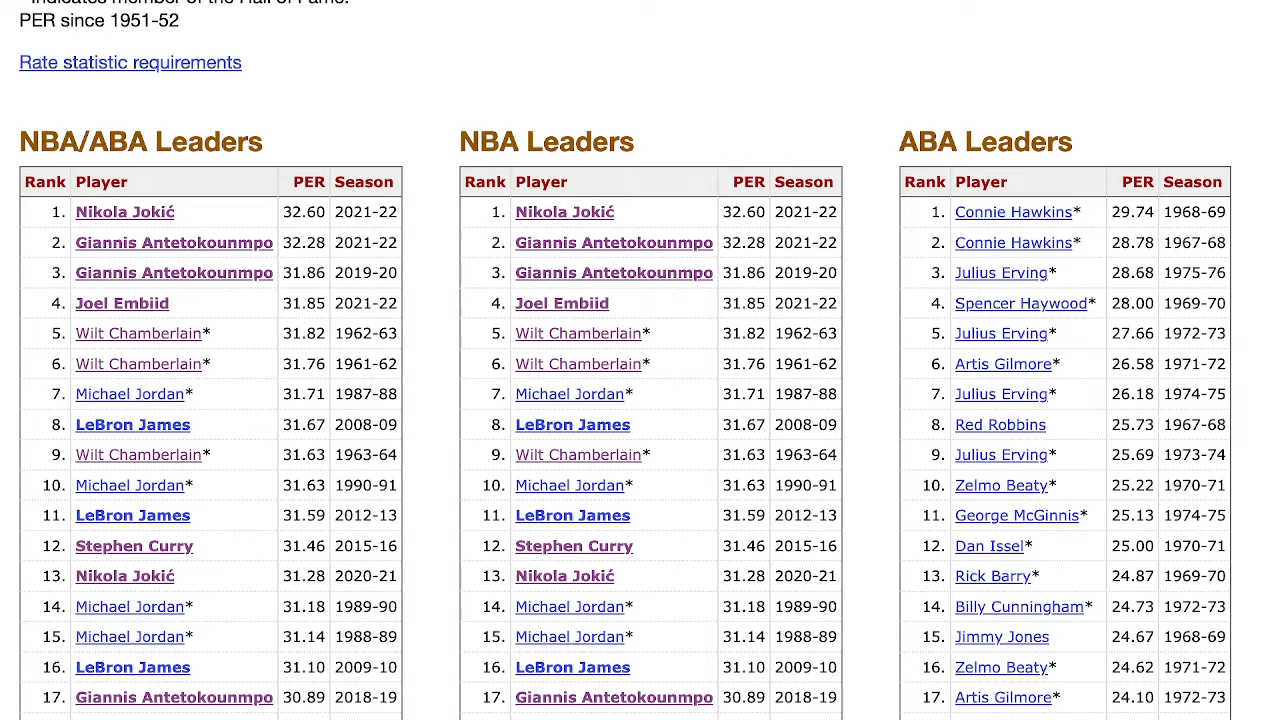 * Indicates member of the Hall of Fame.
PER since 1951-52
Rate statistic requirements
NBA/ABA Leaders
Rank Player PER Season
1. Nikola Jokić 32.60 2021-22
2. Giannis Antetokounmpo 32.28 2021-22
3. Giannis Antetokounmpo 31.86 2019-20
4. Joel Embiid 31.85 2021-22
5. Wilt Chamberlain* 31.82 1962-63
6. Wilt Chamberlain* 31.76 1961-62
7. Michael Jordan* 31.71 1987-88
8. LeBron James 31.67 2008-09
9. Wilt Chamberlain* 31.63 1963-64
10. Michael Jordan* 31.63 1990-91
11. LeBron James 31.59 2012-13
12. Stephen Curry 31.46 2015-16
13. Nikola Jokić 31.28 2020-21
14. Michael Jordan* 31.18 1989-90
15. Michael Jordan* 31.14 1988-89
16. LeBron James 31.10 2009-10
17. Giannis Antetokounmpo 30.89 2018-19
NBA Leaders
Rank Player PER Season
1. Nikola Jokić 32.60 2021-22
2. Giannis Antetokounmpo 32.28 2021-22
3. Giannis Antetokounmpo 31.86 2019-20
4. Joel Embiid 31.85 2021-22
5. Wilt Chamberlain* 31.82 1962-63
6. Wilt Chamberlain* 31.76 1961-62
7. Michael Jordan* 31.71 1987-88
8. LeBron James 31.67 2008-09
9. Wilt Chamberlain* 31.63 1963-64
10. Michael Jordan* 31.63 1990-91
11. LeBron James 31.59 2012-13
12. Stephen Curry 31.46 2015-16
13. Nikola Jokić 31.28 2020-21
14. Michael Jordan* 31.18 1989-90
15. Michael Jordan* 31.14 1988-89
16. LeBron James 31.10 2009-10
17. Giannis Antetokounmpo 30.89 2018-19
ABA Leaders
Rank Player PER Season
1. Connie Hawkins* 29.74 1968-69
2. Connie Hawkins* 28.78 1967-68
3. Julius Erving* 28.68 1975-76
4. Spencer Haywood* 28.00 1969-70
5. Julius Erving* 27.66 1972-73
6. Artis Gilmore* 26.58 1971-72
7. Julius Erving* 26.18 1974-75
8. Red Robbins 25.73 1967-68
9. Julius Erving* 25.69 1973-74
10. Zelmo Beaty* 25.22 1970-71
11. George McGinnis* 25.13 1974-75
12. Dan Issel* 25.00 1970-71
13. Rick Barry* 24.87 1969-70
14. Billy Cunningham* 24.73 1972-73
15. Jimmy Jones 24.67 1968-69
16. Zelmo Beaty* 24.62 1971-72
17. Artis Gilmore* 24.10 1972-73